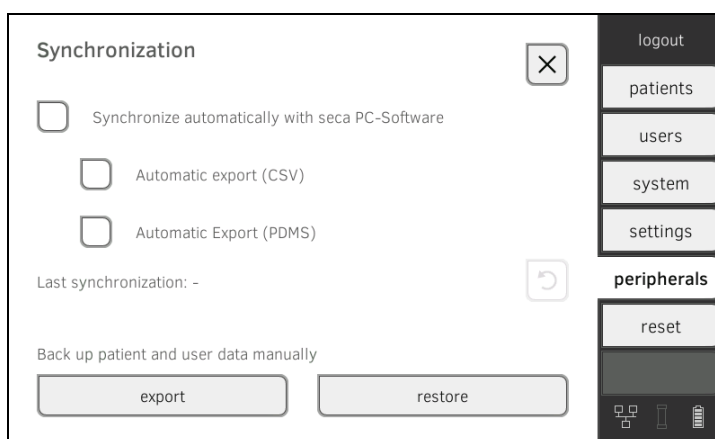 Synchronization
Synchronize automatically with seca PC-Software
Automatic export (CSV)
Automatic Export (PDMS)
Last synchronization: -
Back up patient and user data manually
export
restore
logout
patients
users
system
settings
peripherals
reset